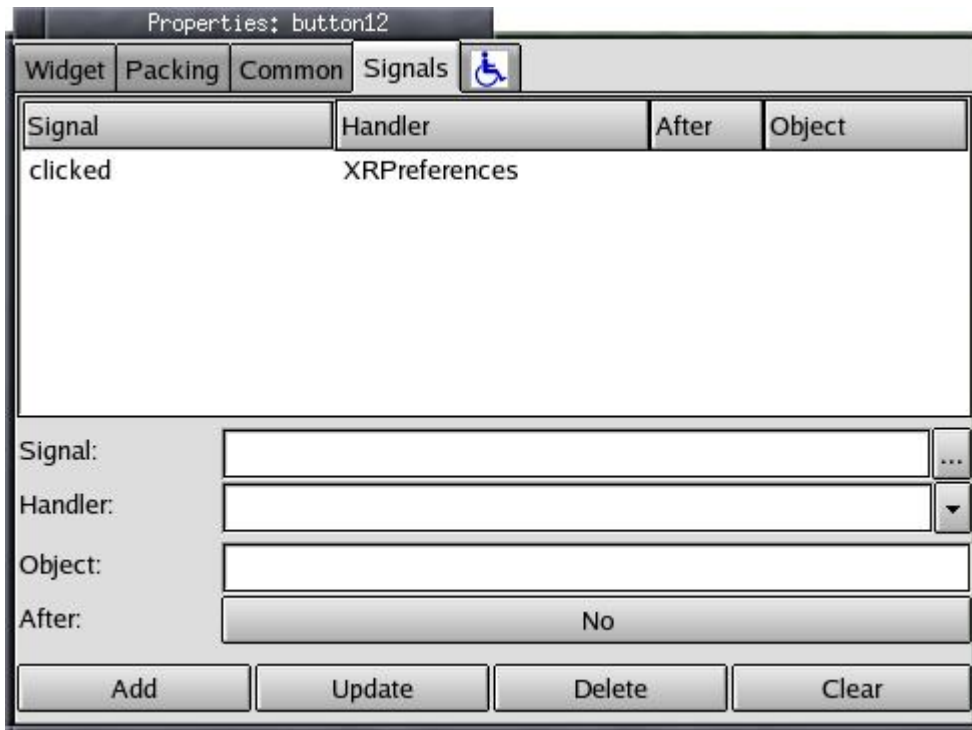 Properties: button12
Widget Packing Common Signals
Signal Handler After Object
clicked XRPreferences
Signal: ...
Handler:
Object:
After: No
Add Update Delete Clear